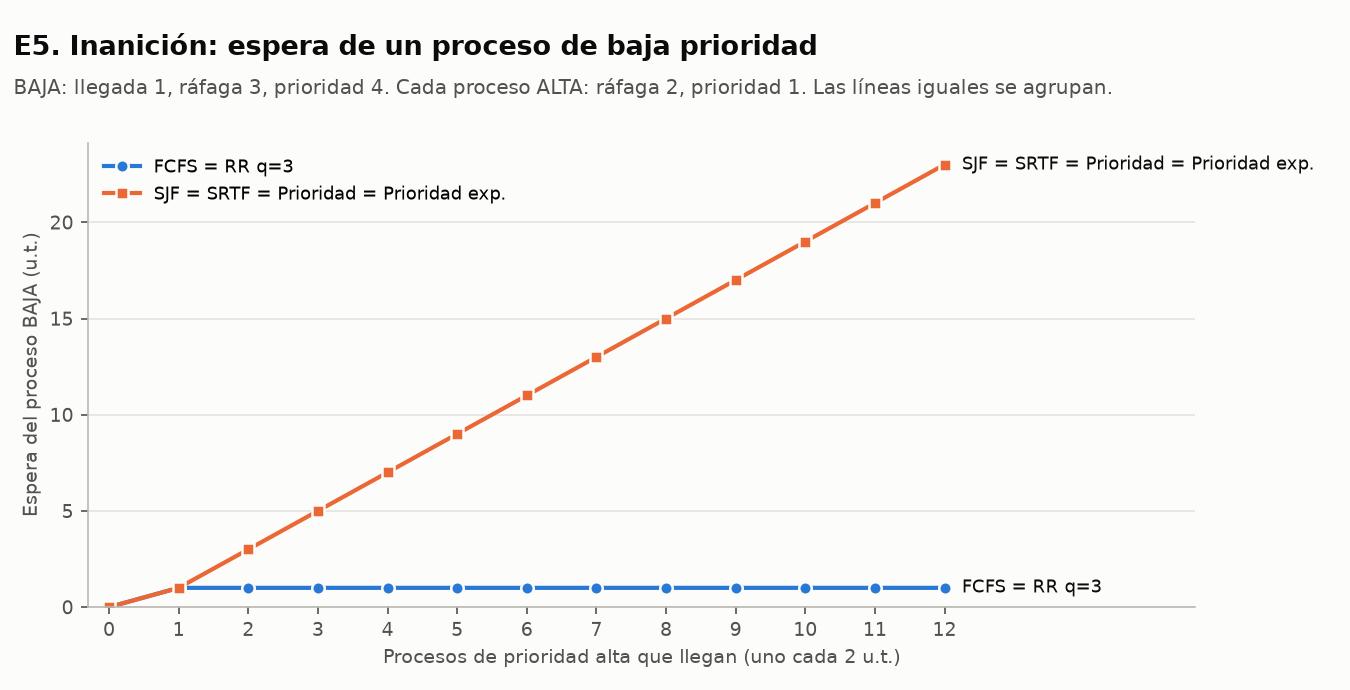 E5. Inanición: espera de un proceso de baja prioridad
BAJA: llegada 1, ráfaga 3, prioridad 4. Cada proceso ALTA: ráfaga 2, prioridad 1. Las líneas iguales se agrupan.
FCFS = RR q=3
SJF = SRTF = Prioridad = Prioridad exp.
SJF = SRTF = Prioridad = Prioridad exp.
FCFS = RR q=3
Espera del proceso BAJA (u.t.)
20
15
10
5
0
0 1 2 3 4 5 6 7 8 9 10 11 12
Procesos de prioridad alta que llegan (uno cada 2 u.t.)